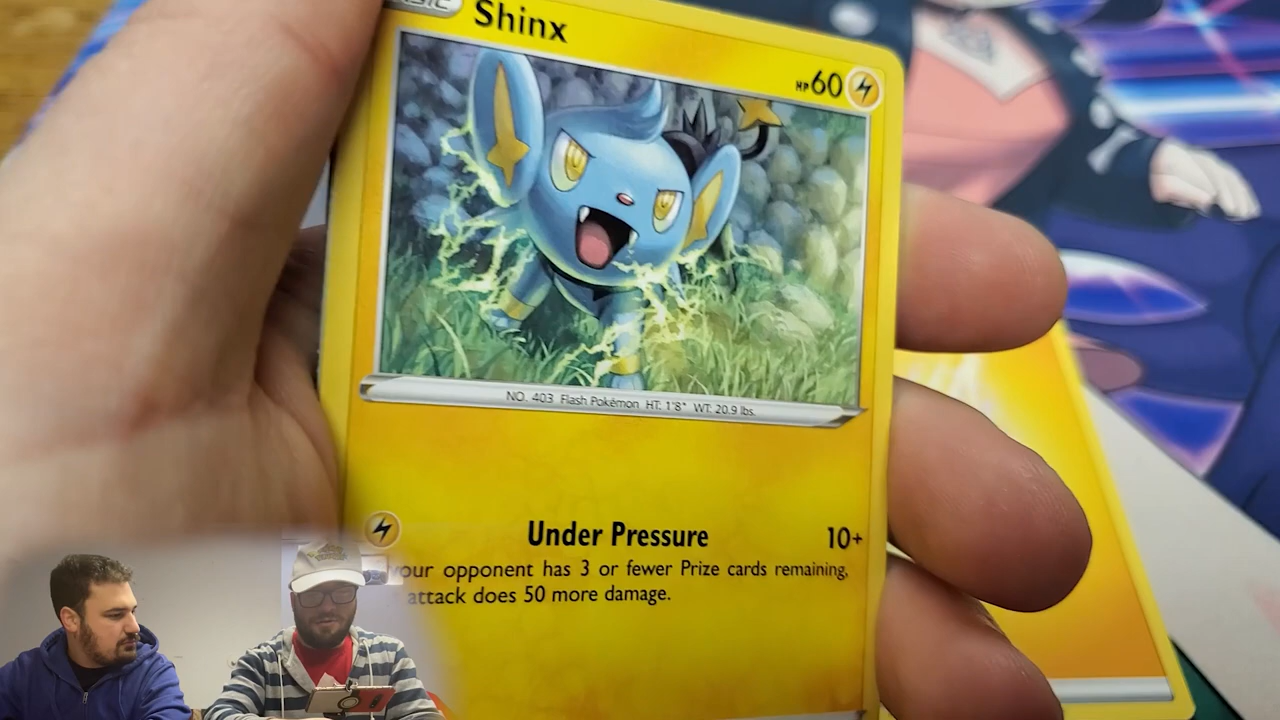 Shinx
HP 60
NO. 403 Flash Pokémon HT: 1'8" WT: 20.9 lbs.
Under Pressure 10+
your opponent has 3 or fewer Prize cards remaining,
attack does 50 more damage.